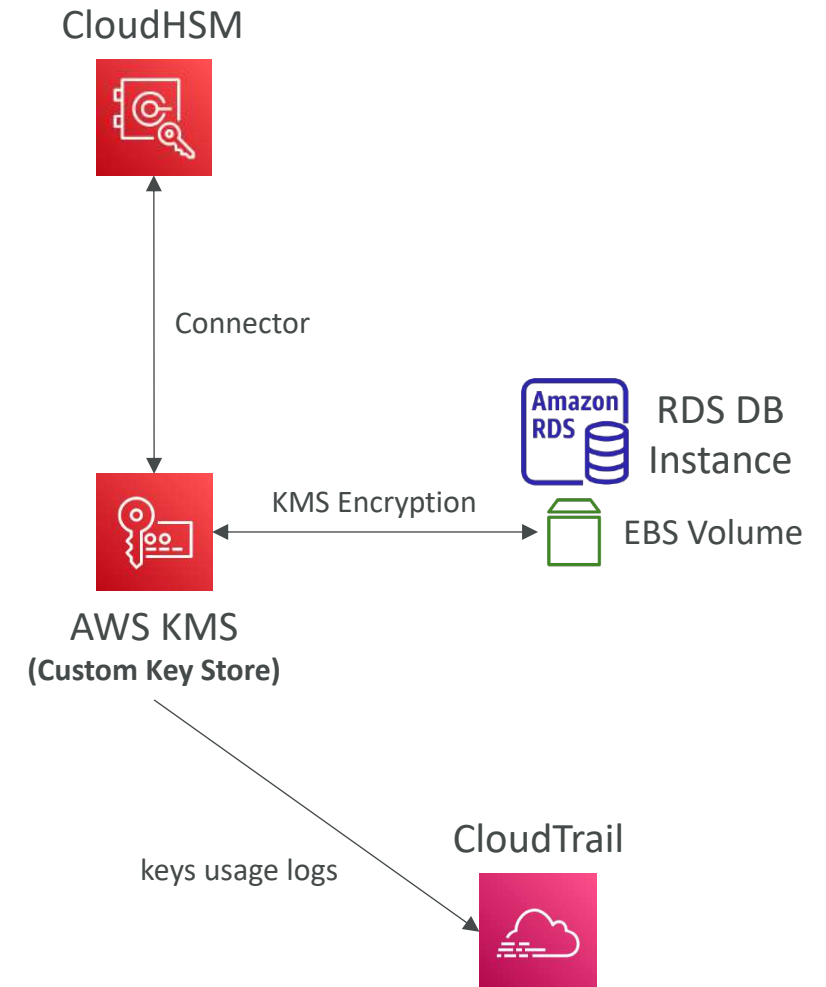 CloudHSM
Connector
Amazon
RDS
RDS DB
Instance
KMS Encryption
EBS Volume
AWS KMS
(Custom Key Store)
CloudTrail
keys usage logs